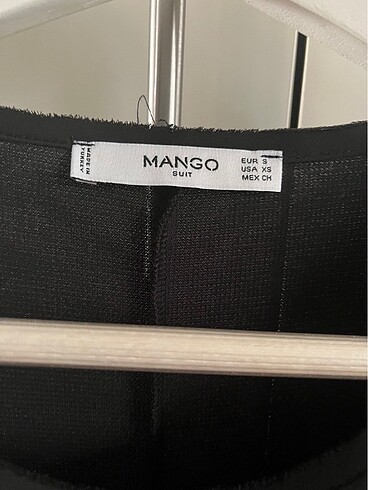 MADE IN
TURKEY
MANGO
SUIT
EUR S
USA XS
MEX CH